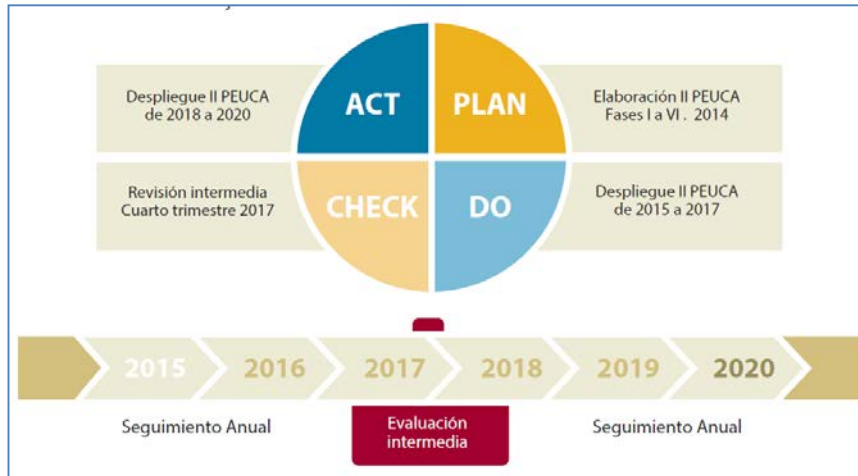 Despliegue II PEUCA
de 2018 a 2020
ACT
PLAN
Elaboración II PEUCA
Fases I a VI . 2014
Revisión intermedia
Cuarto trimestre 2017
CHECK
DO
Despliegue II PEUCA
de 2015 a 2017
2015
2016
2017
2018
2019
2020
Seguimiento Anual
Evaluación
intermedia
Seguimiento Anual